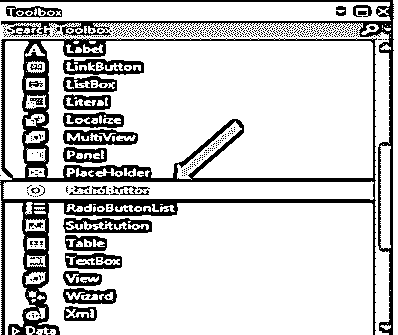 Toolbox
Search Toolbox
Label
LinkButton
ListBox
Literal
Localize
MultiView
Panel
PlaceHolder
RadioButton
RadioButtonList
Substitution
Table
TextBox
View
Wizard
Xml
Data